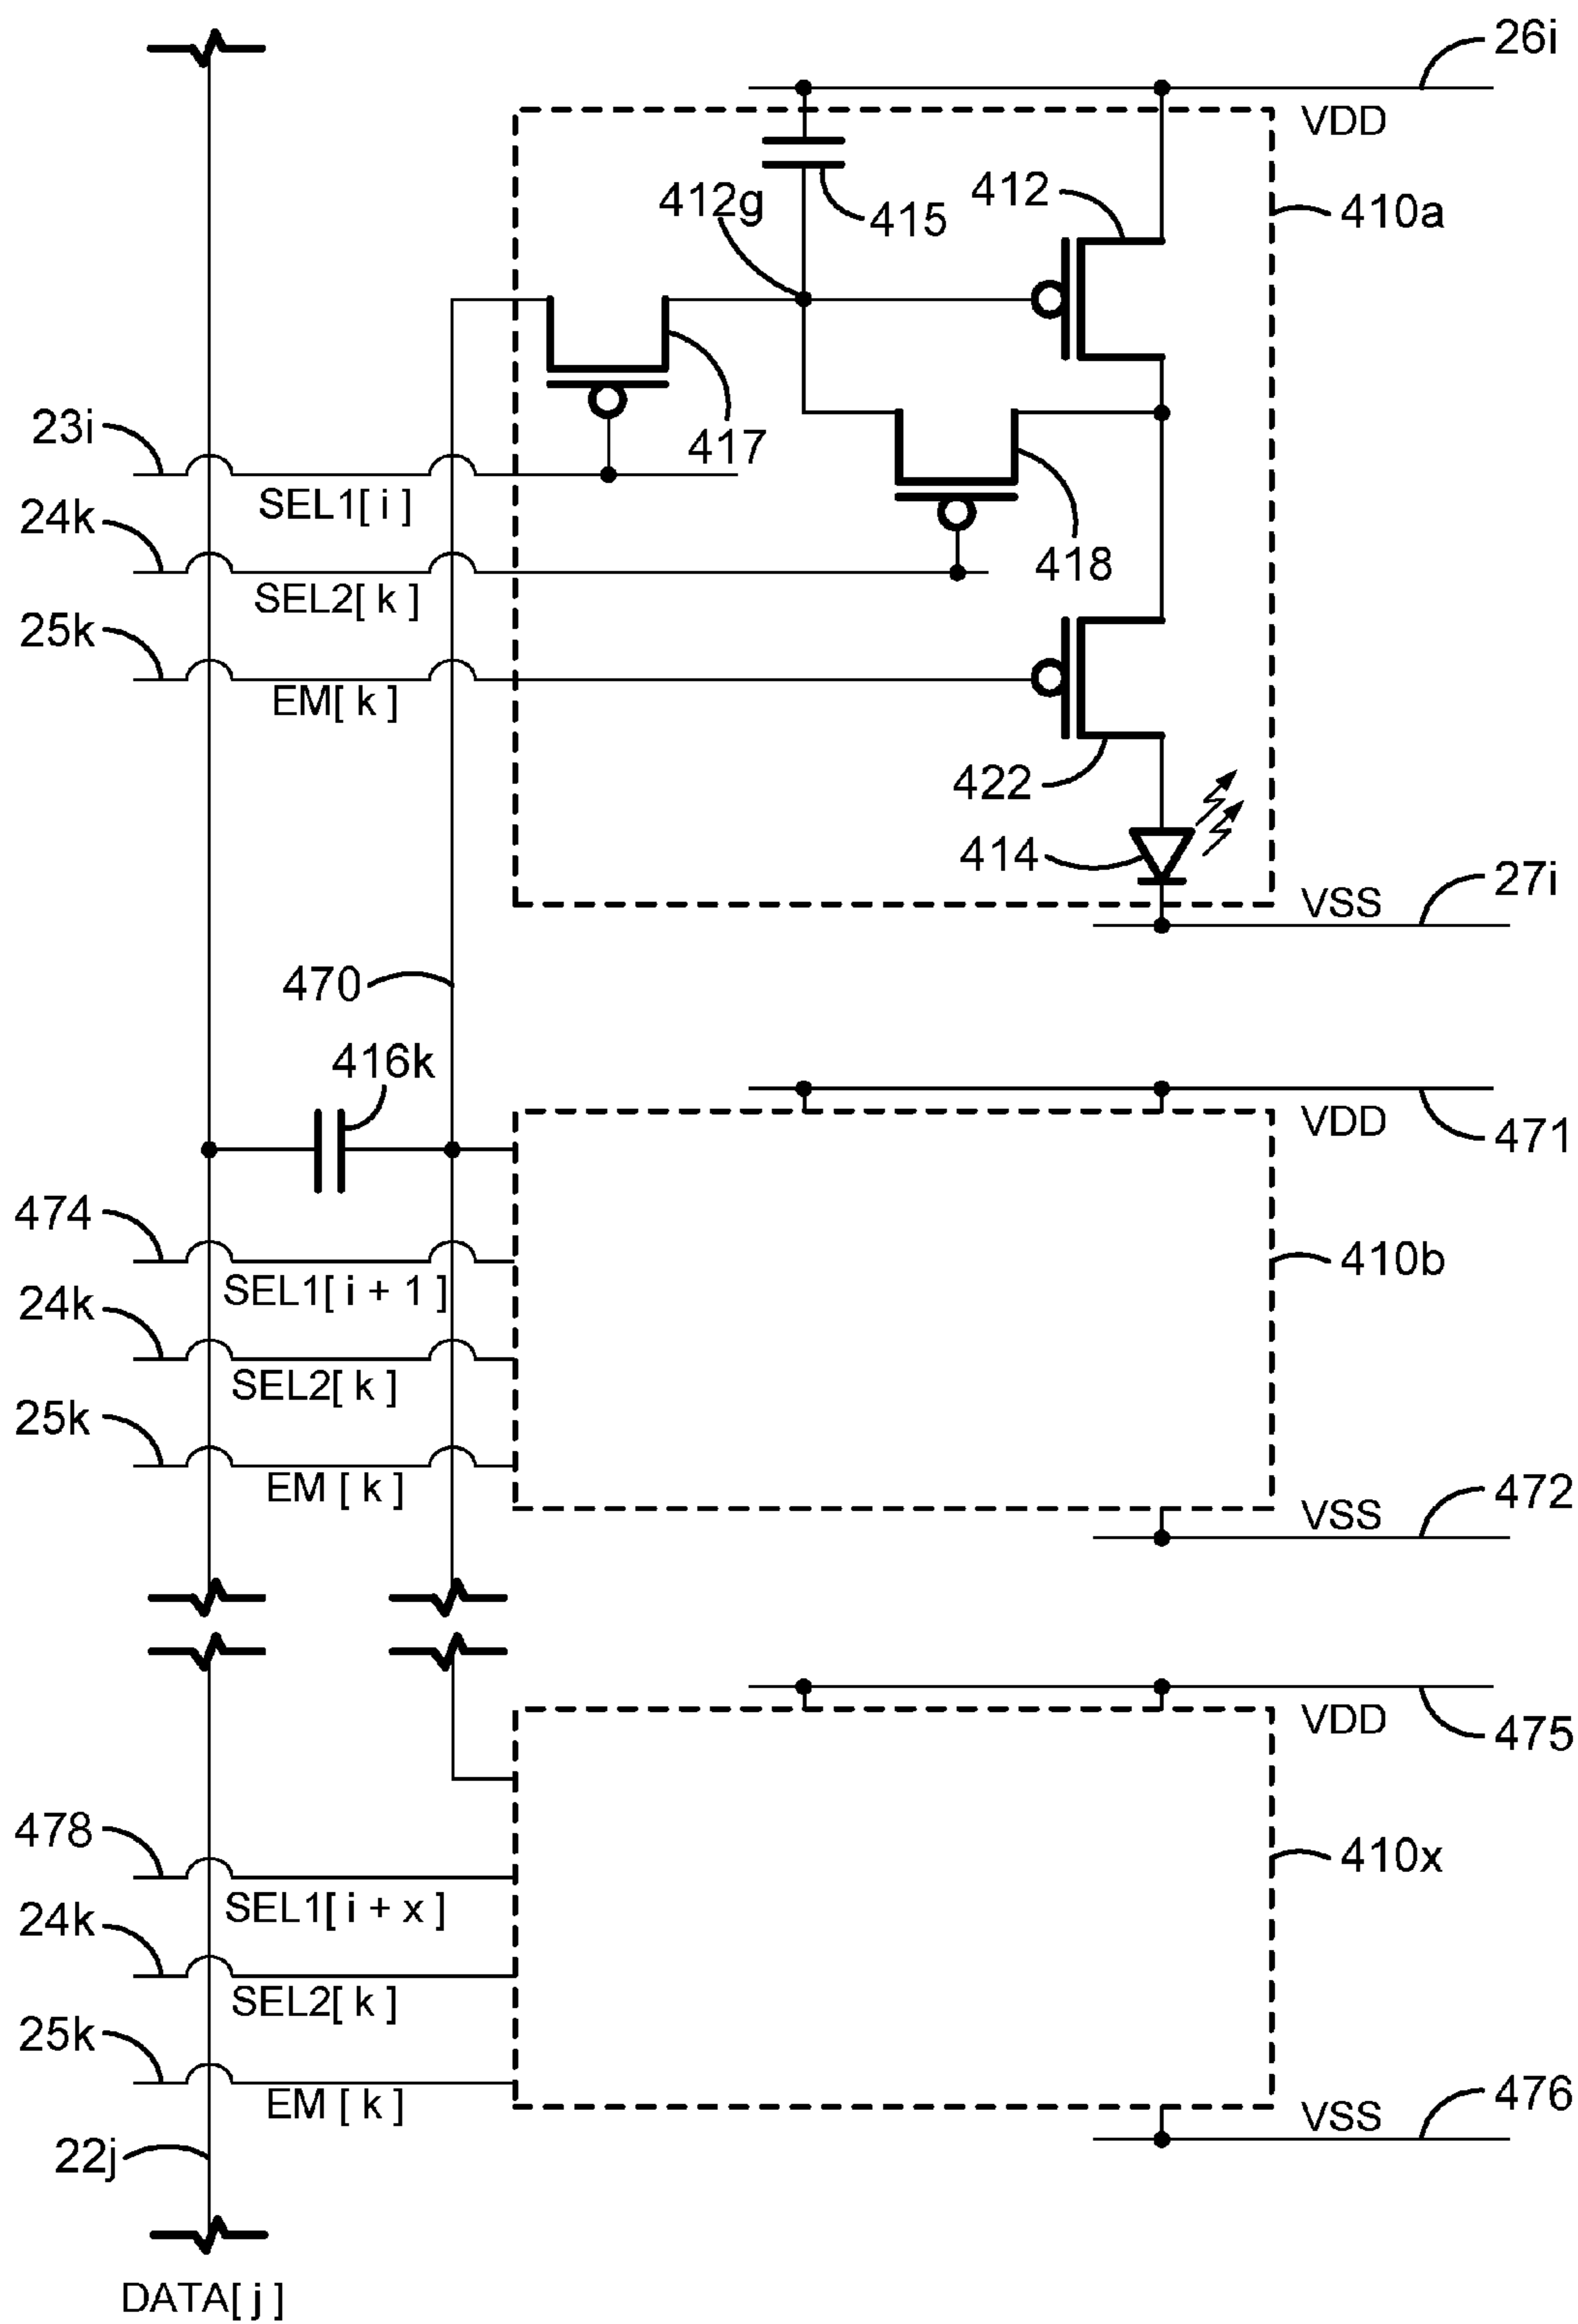 26i
VDD
412
412g
415
410a
23i
417
SEL1[ i ]
24k
418
SEL2[ k ]
25k
EM[ k ]
422
414
27i
VSS
470
416k
VDD
471
474
410b
SEL1[ i + 1 ]
24k
SEL2[ k ]
25k
EM [ k ]
472
VSS
VDD
475
478
410x
SEL1[ i + x ]
24k
SEL2[ k ]
25k
EM [ k ]
476
VSS
22j
DATA[ j ]